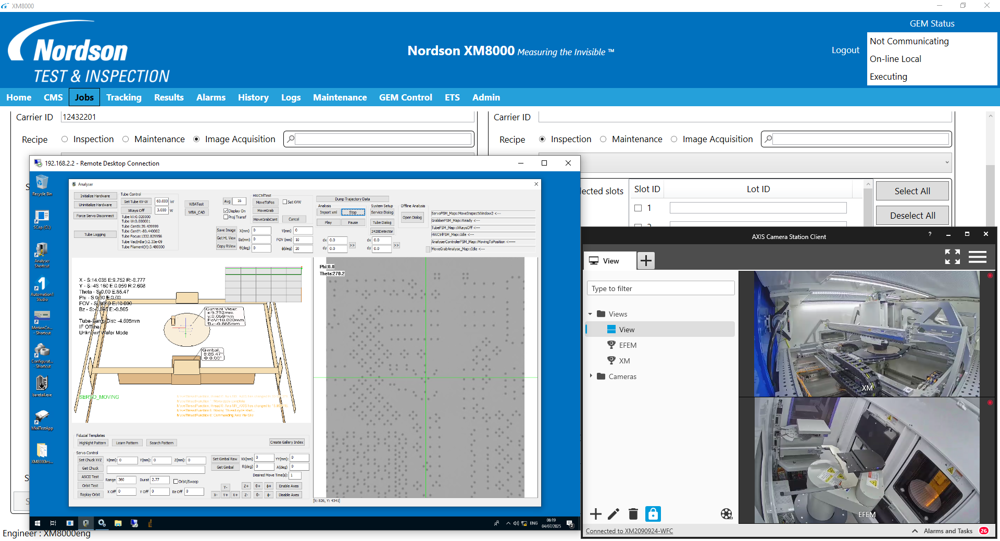 XM8000
Nordson
TEST & INSPECTION
Nordson XM8000 Measuring the Invisible ™
Logout
GEM Status
Not Communicating
On-line Local
Executing
Home CMS Jobs Tracking Results Alarms History Logs Maintenance GEM Control ETS Admin
Carrier ID 12432201
Recipe Inspection Maintenance Image Acquisition
Carrier ID
Recipe Inspection Maintenance Image Acquisition
lected slots
Slot ID Lot ID
1
Select All
Deselect All
192.168.2.2 - Remote Desktop Connection
Recycle Bin
SCap (CL)
Analyser
Shortcut
Automation1
Studio
MotionCo...
- Shortcut
Configurat...
- Shortcut
baretail.exe
Mk4TestApp
XM8000Ins...
Analyser
Initialize Hardware
Uninitialize Hardware
Force Servo Disconnect
Tube Logging
Tube Control
Set Tube KV-W 60.000 kV
XRays Off 3.000 W
Tube kV:0.020000
Tube W:0.000001
Tube CentX:39.439999
Tube CentY:-80.440002
Tube Focus:1332.829956
Tube Vac(mBar):2.33e-09
Tube Filament(V):3.480000
WBATest
WBA_CAD
Avg 16
Display On
Proj Transf
HWCtrlTest
MoveToPos Set KVW
MoveGrab
MoveGrabCont Cancel
Save Image X(mm) 0 Y(mm) 0
Get HL View Bz(mm) 0 FOV (mm) 10
Copy RView θ(deg) 0 ϕ(deg) 20
Dump Trajectory Data
Analysis
Import xml Stop
Play Pause
System Setup
Service Dialog
Tube Dialog
2428Detector
Offline Analysis
Open Dialog
dx 0.0
dy 0.0
>>
dx 0.0
dy 0.0
>>
ServoFSM_Map::MoveInspectWindow2 <---
GrabberFSM_Map::Ready <---
TubeFSM_Map::XRaysOff <---
HWCtrlFSM_Map::Idle <---
AnalyserControlerFSM_Map::MovingToPosition <-----
MoveGrabAnalyse_Map::Idle <---
X - S:14.035 E:9.752 R:-8.777
Y - S:-48.160 E:0.059 R:2.608
Theta - S:0.00 E:85.47
Phi - S:0.00 E:0.00
Tube-Samp Dist: -4.695mm
IF Offline
Unknown Wafer Mode
Current View:
x:9.752mm
y:0.059mm
FoV:10.000mm
Bz:-0.865mm
Gimbal:
θ:85.47°
Φ:0.00°
SERVO_MOVING
MoveThreadFunction 0: Moving Thread cycle start
MoveThreadFunction 0: Commanding Axis Via
Phi:0.0
Theta:270.2
[X: 826, Y: 4341]
Fiducial Templates
Highlight Pattern Learn Pattern Search Pattern Create Gallery Index
Servo Control
Set Chuck XYZ X(mm): 0 Y(mm): 0 Z(mm): 0
Get Chuck
ASCII Test
Orbit Test Range 360 Durat 2.77 Orbit/Sweep
Replay Orbit X Off 0 Y Off 0 Bz Off 0
Set Gimbal Raw XX(mm) 0 YY(mm): 0
Get Gimbal R(deg) 0 A(deg) 0
Desired Move Time(s): 1
Y- Z+ θ+ ϕ+ Enable Axes
X- Y+ X+ Z- θ- ϕ- Disable Axes
ENG
06:19
04/07/2025
2
Engineer : XM8000eng
AXIS Camera Station Client
?
View
Type to filter
Views
View
EFEM
XM
Cameras
XM
EFEM
Connected to XM2090924-WFC
Alarms and Tasks 26